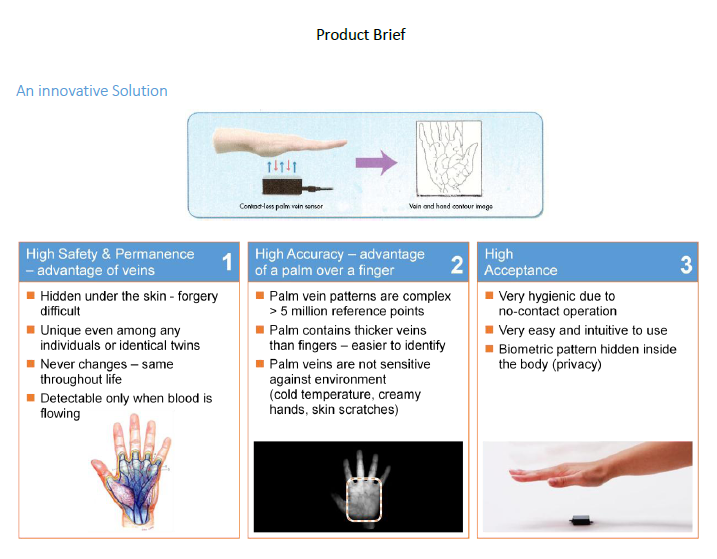 Product Brief
An innovative Solution
Contact-less palm vein sensor
Vein and hand contour image
High Safety & Permanence
– advantage of veins
1
Hidden under the skin - forgery
difficult
Unique even among any
individuals or identical twins
Never changes – same
throughout life
Detectable only when blood is
flowing
High Accuracy – advantage
of a palm over a finger
2
Palm vein patterns are complex
> 5 million reference points
Palm contains thicker veins
than fingers – easier to identify
Palm veins are not sensitive
against environment
(cold temperature, creamy
hands, skin scratches)
High
Acceptance
3
Very hygienic due to
no-contact operation
Very easy and intuitive to use
Biometric pattern hidden inside
the body (privacy)